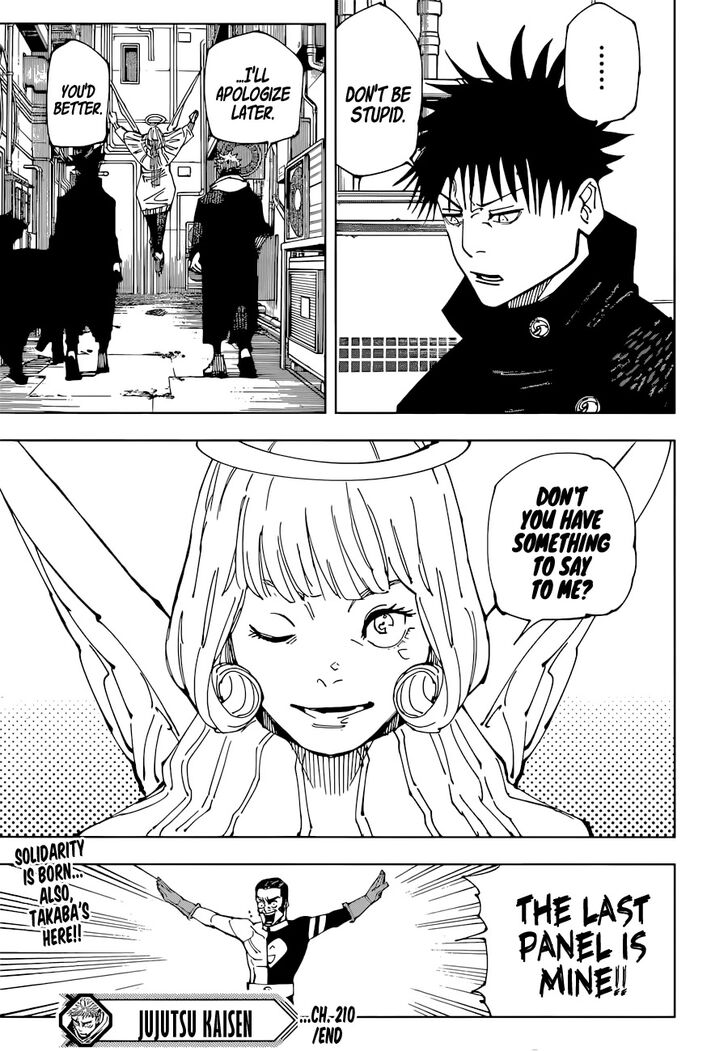 ......
DON'T BE
STUPID.
...I'LL
APOLOGIZE
LATER.
YOU'D
BETTER.
DON'T
YOU HAVE
SOMETHING
TO SAY
TO ME?
THE LAST
PANEL IS
MINE!!
SOLIDARITY
IS BORN...
ALSO,
TAKABA'S
HERE!!
JUJUTSU KAISEN
...CH.-210
/END